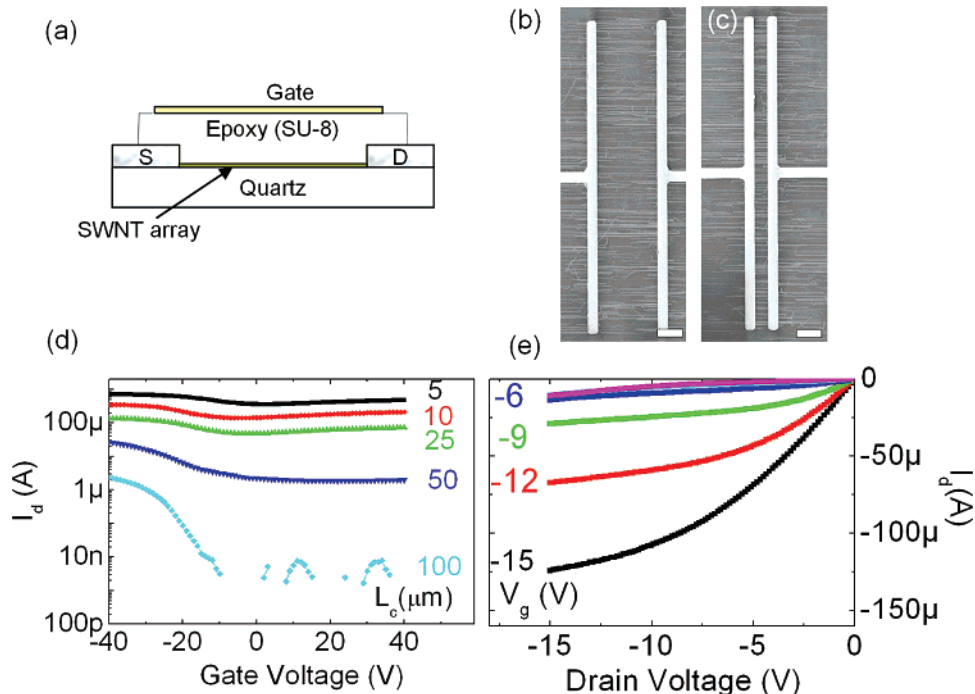 (a)
Gate
Epoxy (SU-8)
S
D
Quartz
SWNT array
(b)
(c)
(d)
I_d (A)
100µ
1µ
10n
100p
-40
-20
0
20
40
Gate Voltage (V)
5
10
25
50
100
L_c(µm)
(e)
-6
-9
-12
-15
V_g (V)
0
-50µ
-100µ
-150µ
I_d(A)
-15
-10
-5
0
Drain Voltage (V)